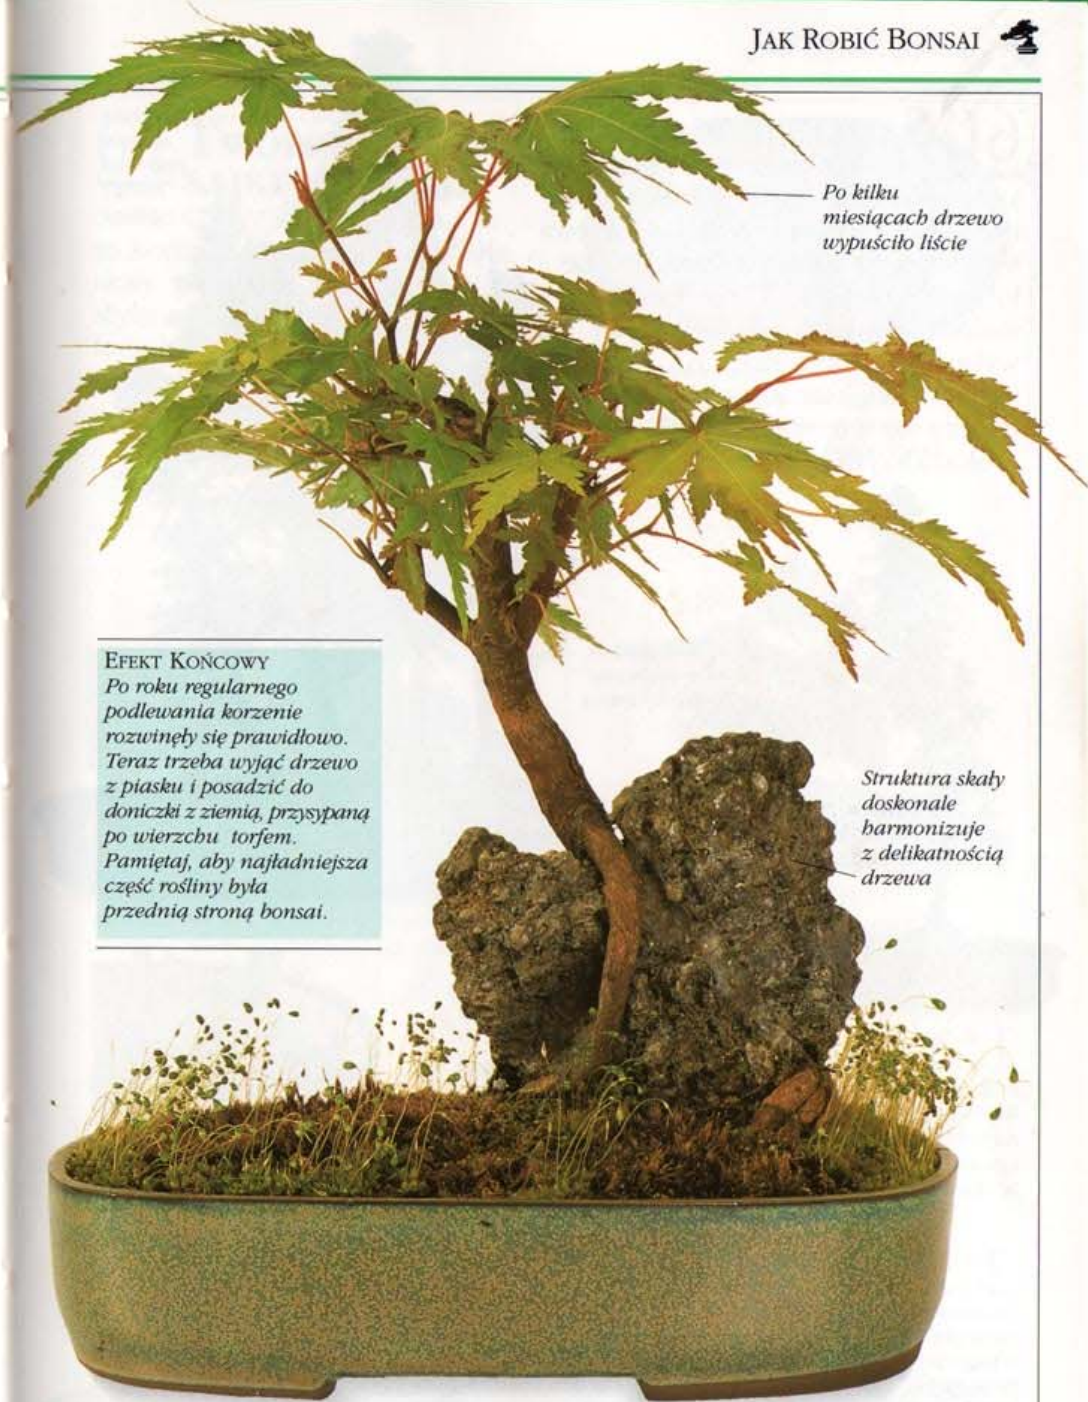 JAK ROBIĆ BONSAI
Po kilku
miesiącach drzewo
wypuściło liście
EFEKT KOŃCOWY
Po roku regularnego
podlewania korzenie
rozwinęły się prawidłowo.
Teraz trzeba wyjąć drzewo
z piasku i posadzić do
doniczki z ziemią, przysypaną
po wierzchu torfem.
Pamiętaj, aby najładniejsza
część rośliny była
przednią stroną bonsai.
Struktura skały
doskonale
harmonizuje
z delikatnością
drzewa